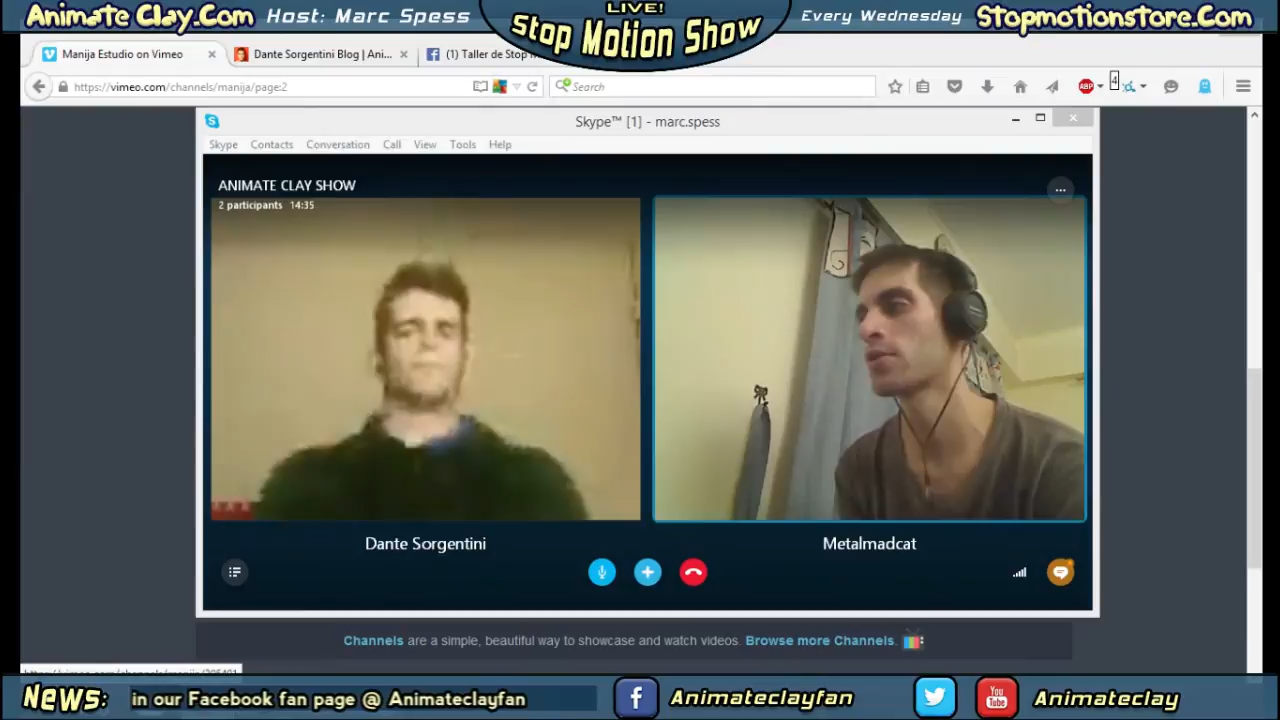 Animate Clay.Com
Host: Marc Spess
LIVE!
Stop Motion Show
Every Wednesday
Stopmotionstore.Com
Manija Estudio on Vimeo
Dante Sorgentini Blog | Ani...
(1) Taller de Stop
https://vimeo.com/channels/manija/page:2
Search
ABP
4
Skype™ [1] - marc.spess
Skype Contacts Conversation Call View Tools Help
ANIMATE CLAY SHOW
2 participants 14:35
Dante Sorgentini
Metalmadcat
Channels are a simple, beautiful way to showcase and watch videos. Browse more Channels.
News:
in our Facebook fan page @ Animateclayfan
Animateclayfan
You
Tube
Animateclay